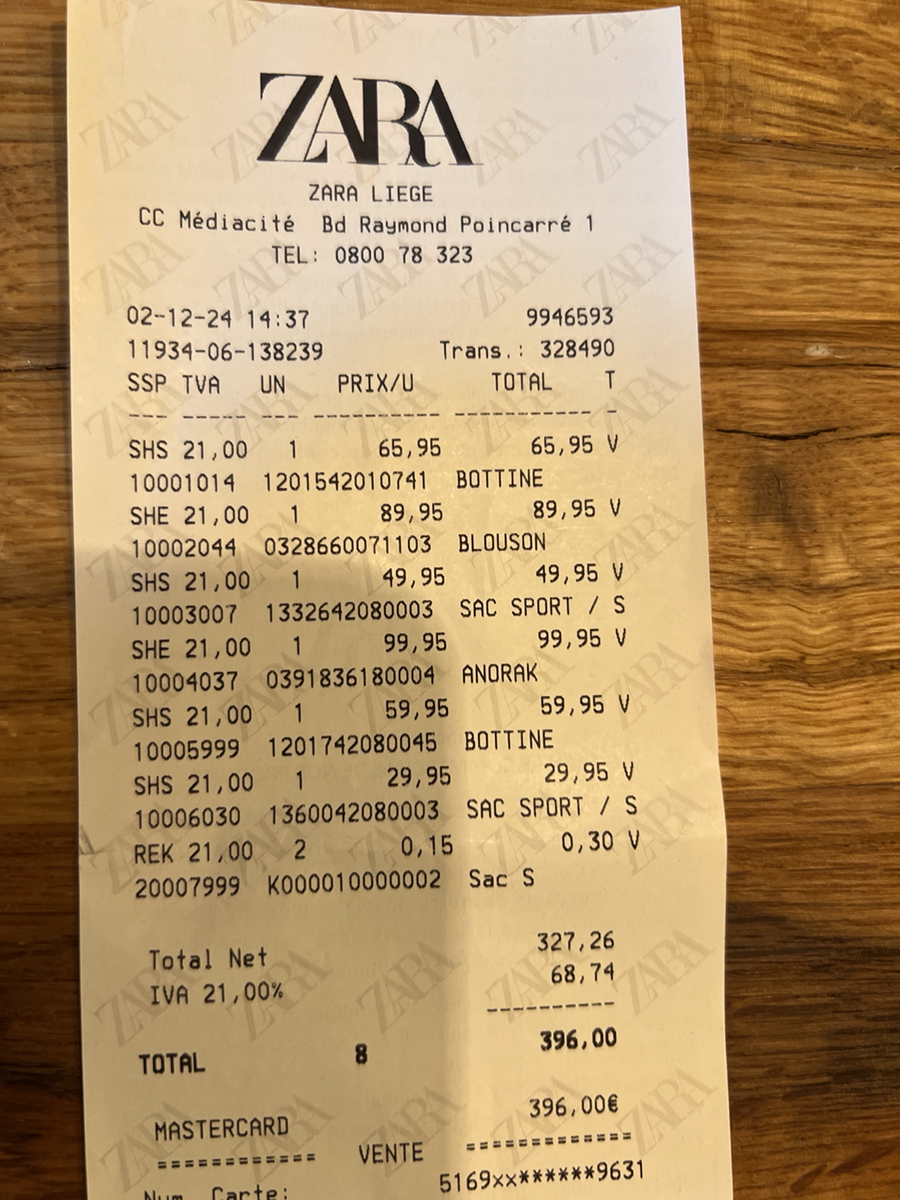 ZARA
ZARA LIEGE
CC Médiacité Bd Raymond Poincarré 1
TEL: 0800 78 323
02-12-24 14:37 9946593
11934-06-138239 Trans.: 328490
SSP TVA UN PRIX/U TOTAL T
--- ----- --- ---------- ----------- -
SHS 21,00 1 65,95 65,95 V
10001014 1201542010741 BOTTINE
SHE 21,00 1 89,95 89,95 V
10002044 0328660071103 BLOUSON
SHS 21,00 1 49,95 49,95 V
10003007 1332642080003 SAC SPORT / S
SHE 21,00 1 99,95 99,95 V
10004037 0391836180004 ANORAK
SHS 21,00 1 59,95 59,95 V
10005999 1201742080045 BOTTINE
SHS 21,00 1 29,95 29,95 V
10006030 1360042080003 SAC SPORT / S
REK 21,00 2 0,15 0,30 V
20007999 K000010000002 Sac S
Total Net 327,26
IVA 21,00% 68,74
----------
TOTAL 8 396,00
MASTERCARD 396,00€
============ VENTE =============
Num. Carte: 5169xx******9631